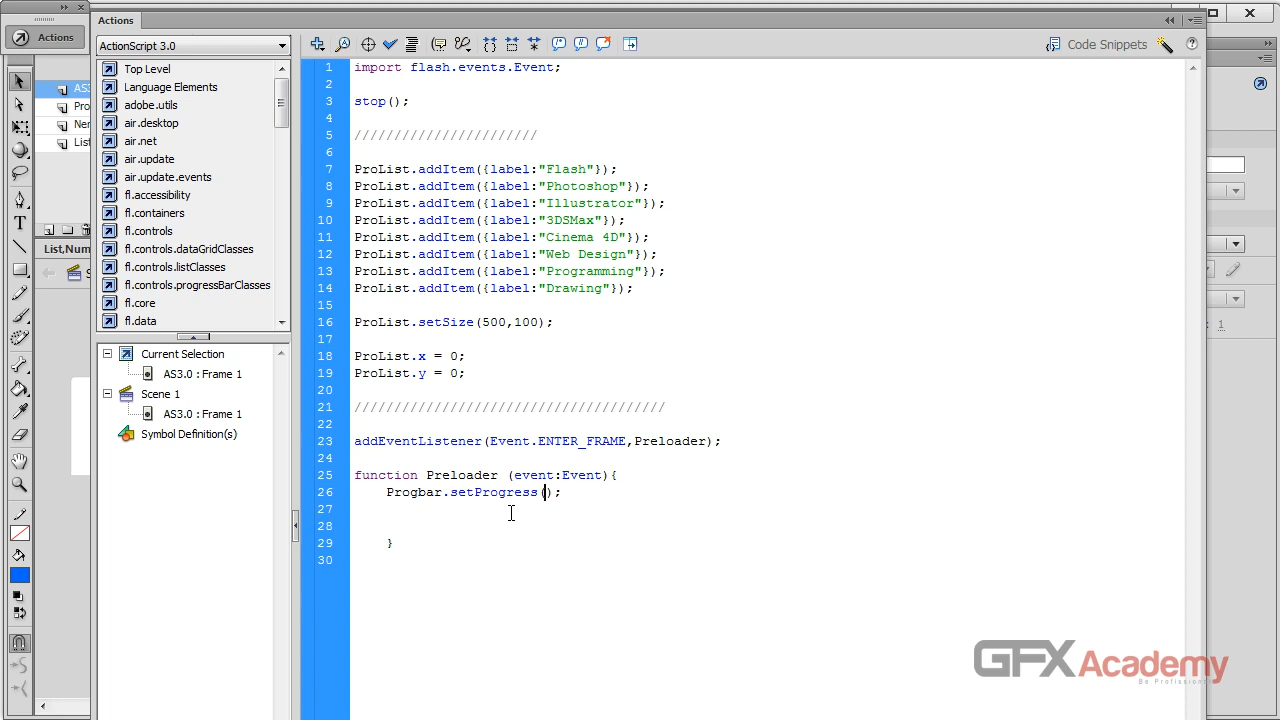 Actions
Actions
ActionScript 3.0
Code Snippets
Top Level
Language Elements
adobe.utils
air.desktop
air.net
air.update
air.update.events
fl.accessibility
fl.containers
fl.controls
fl.controls.dataGridClasses
fl.controls.listClasses
fl.controls.progressBarClasses
fl.core
fl.data
Current Selection
AS3.0 : Frame 1
Scene 1
AS3.0 : Frame 1
Symbol Definition(s)
AS3
Pro
List
List,Num
1 import flash.events.Event;
2
3 stop();
4
5 ///////////////////////
6
7 ProList.addItem({label:"Flash"});
8 ProList.addItem({label:"Photoshop"});
9 ProList.addItem({label:"Illustrator"});
10 ProList.addItem({label:"3DSMax"});
11 ProList.addItem({label:"Cinema 4D"});
12 ProList.addItem({label:"Web Design"});
13 ProList.addItem({label:"Programming"});
14 ProList.addItem({label:"Drawing"});
15
16 ProList.setSize(500,100);
17
18 ProList.x = 0;
19 ProList.y = 0;
20
21 ///////////////////////////////////////
22
23 addEventListener(Event.ENTER_FRAME,Preloader);
24
25 function Preloader (event:Event){
26 Progbar.setProgress();
27
28
29 }
30
: 1
GFXAcademy
Be Profissional